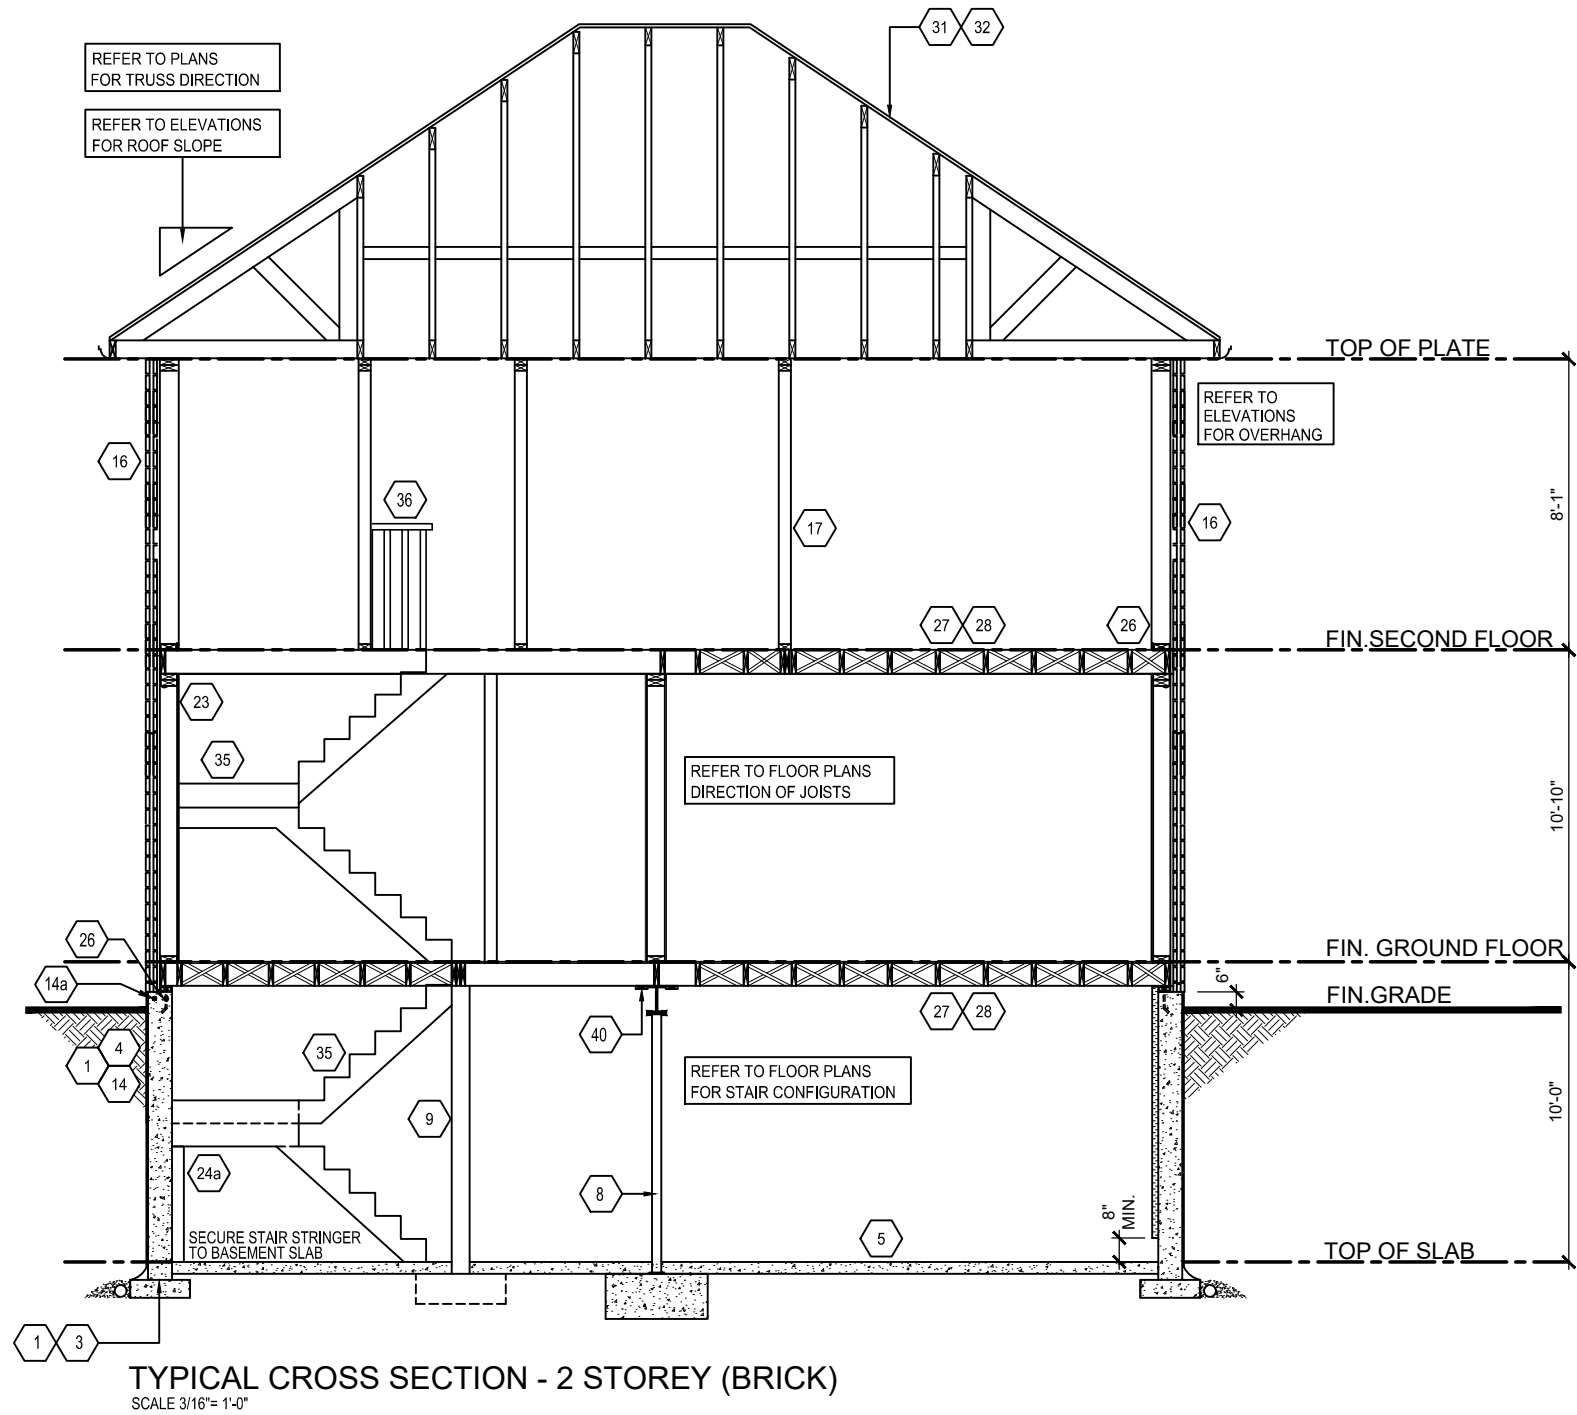 31 32
REFER TO PLANS
FOR TRUSS DIRECTION
REFER TO ELEVATIONS
FOR ROOF SLOPE
TOP OF PLATE
REFER TO
ELEVATIONS
FOR OVERHANG
16
36
17
16
8'-1"
27 28
26
FIN.SECOND FLOOR
23
35
REFER TO FLOOR PLANS
DIRECTION OF JOISTS
10'-10"
26
14a
FIN. GROUND FLOOR
6"
FIN.GRADE
27 28
40
4
1
14
35
REFER TO FLOOR PLANS
FOR STAIR CONFIGURATION
9
10'-0"
24a
8
8"
MIN.
SECURE STAIR STRINGER
TO BASEMENT SLAB
5
TOP OF SLAB
1 3
TYPICAL CROSS SECTION - 2 STOREY (BRICK)
SCALE 3/16"= 1'-0"